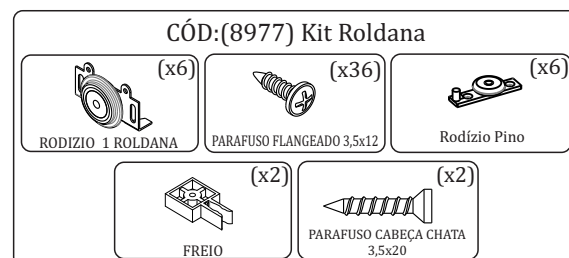 CÓD:(8977) Kit Roldana
(x6)
RODIZIO 1 ROLDANA
(x36)
PARAFUSO FLANGEADO 3,5x12
(x6)
Rodízio Pino
(x2)
FREIO
(x2)
PARAFUSO CABEÇA CHATA
3,5x20